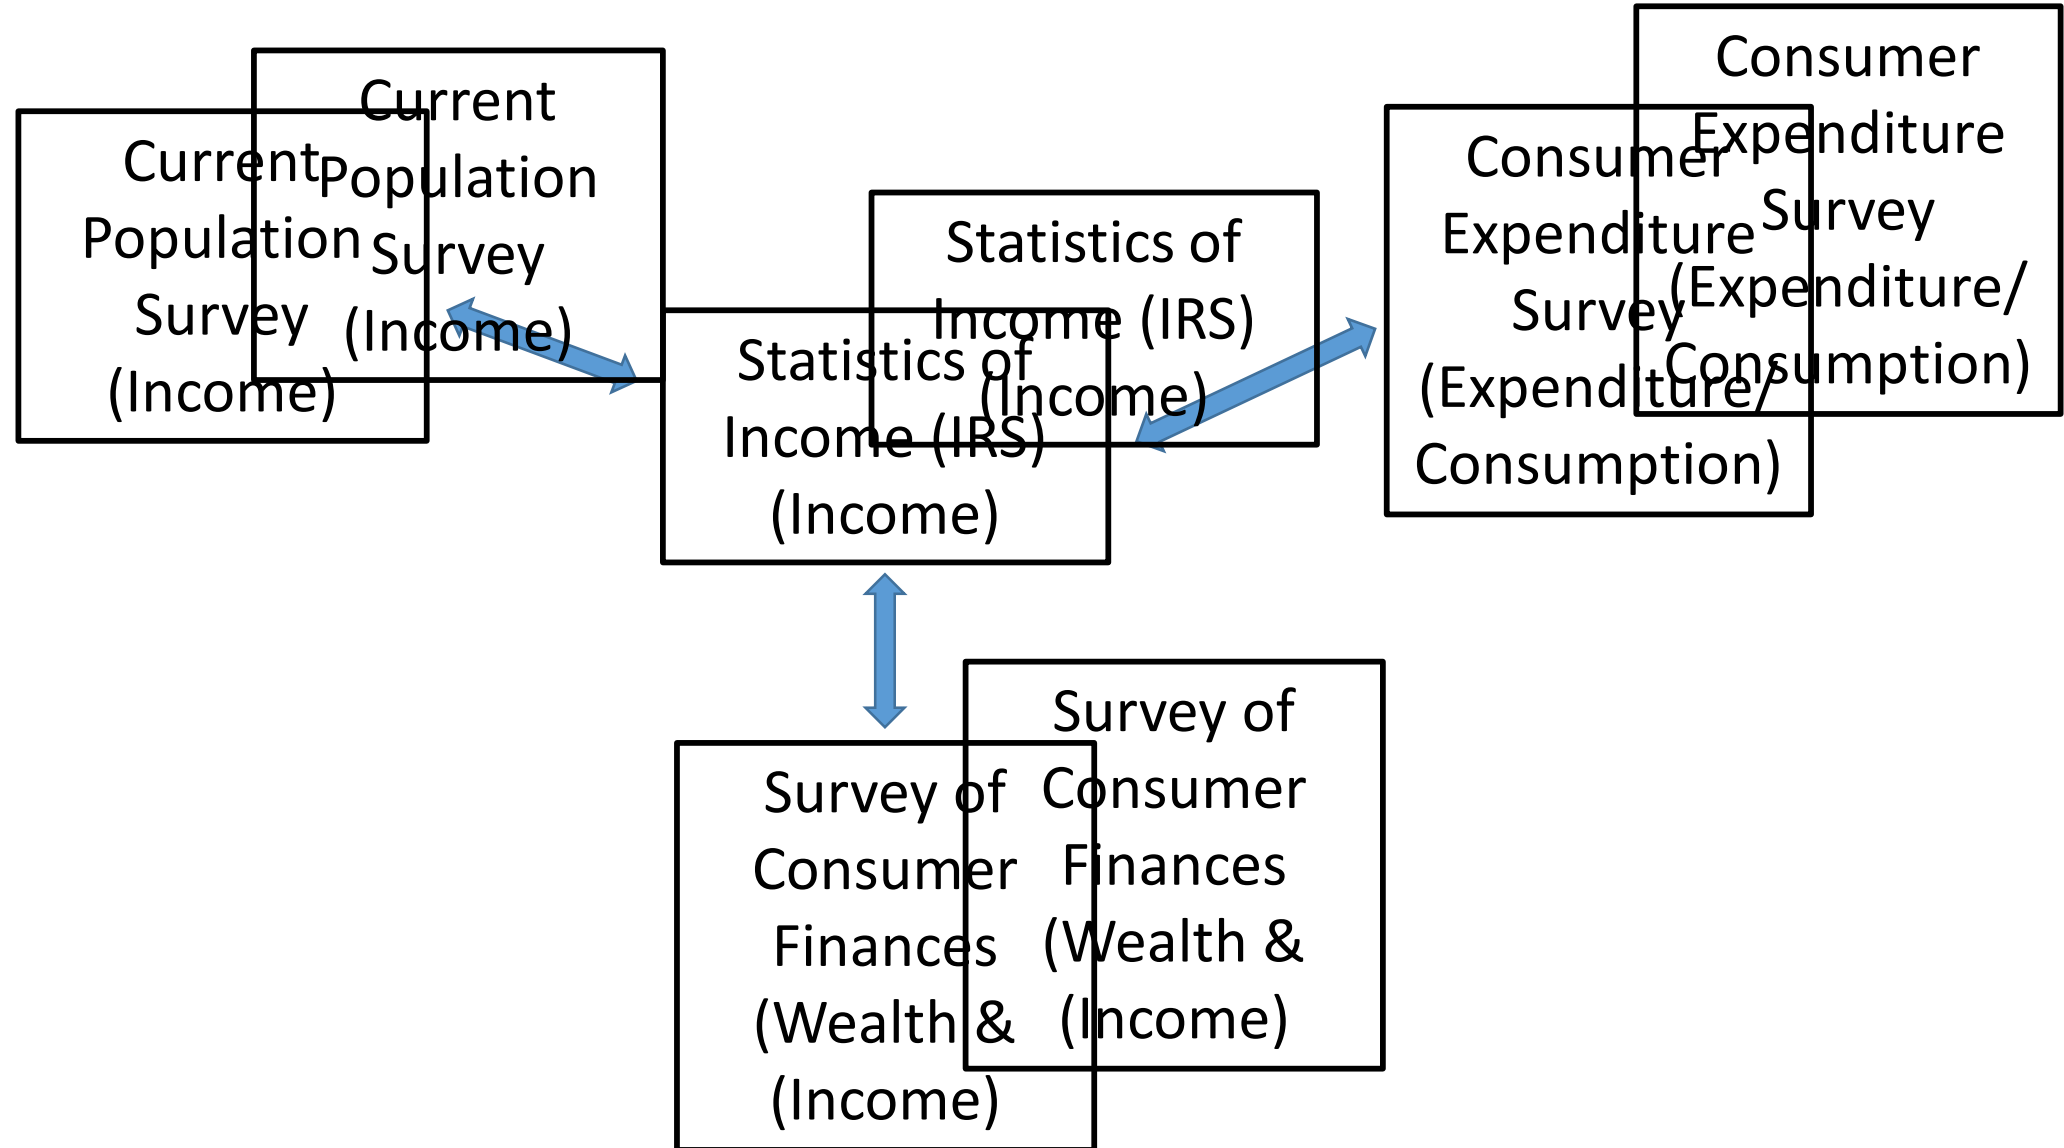 Current
Population
Survey
(Income)
Current
Population
Survey
(Income)
Statistics of
Income (IRS)
(Income)
Statistics of
Income (IRS)
(Income)
Consumer
Expenditure
Survey
(Expenditure/
Consumption)
Consumer
Expenditure
Survey
(Expenditure/
Consumption)
Survey of
Consumer
Finances
(Wealth &
(Income)
Survey of
Consumer
Finances
(Wealth &
(Income)